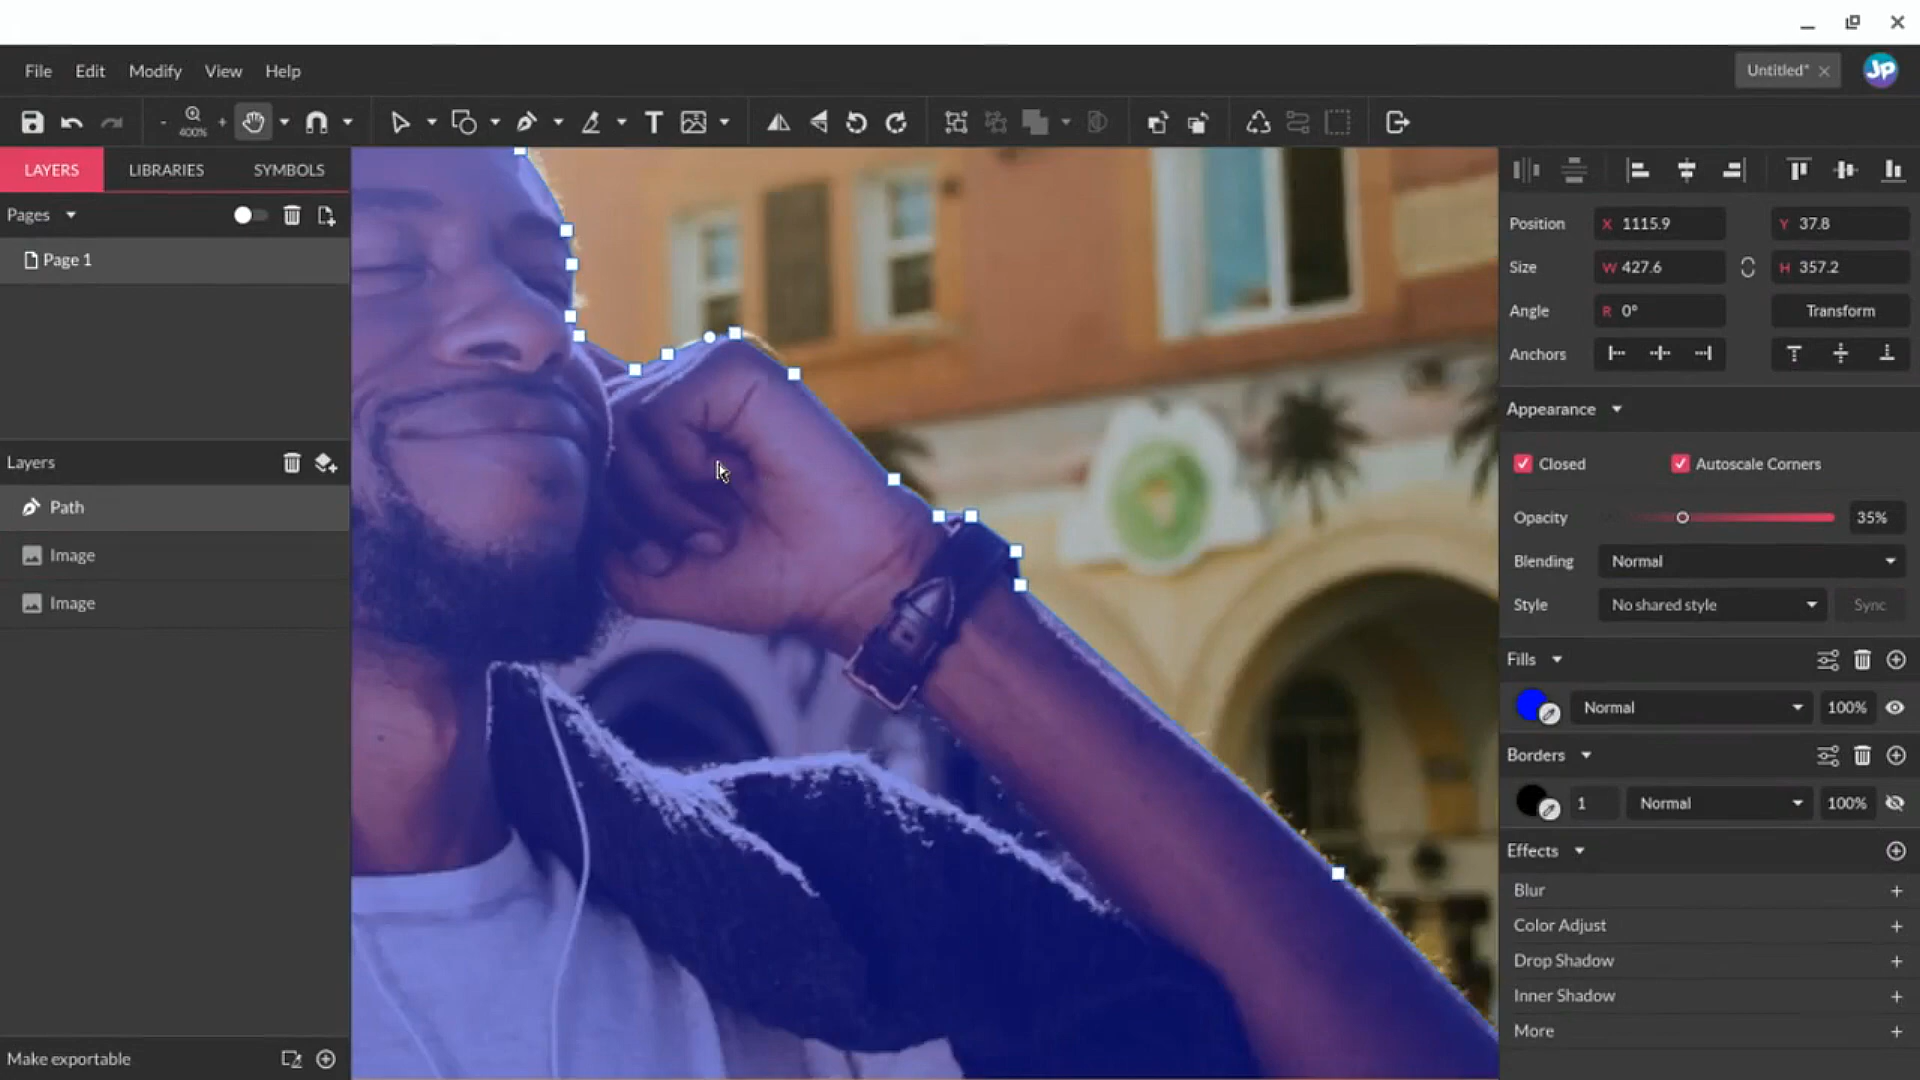 File Edit Modify View Help
Untitled* JP
- 400% + T
LAYERS LIBRARIES SYMBOLS
Pages
Page 1
Layers
Path
Image
Image
Make exportable
Position X 1115.9 Y 37.8
Size W 427.6 H 357.2
Angle R 0° Transform
Anchors
Appearance
Closed Autoscale Corners
Opacity 35%
Blending Normal
Style No shared style Sync
Fills
Normal 100%
Borders
1 Normal 100%
Effects
Blur +
Color Adjust +
Drop Shadow +
Inner Shadow +
More +